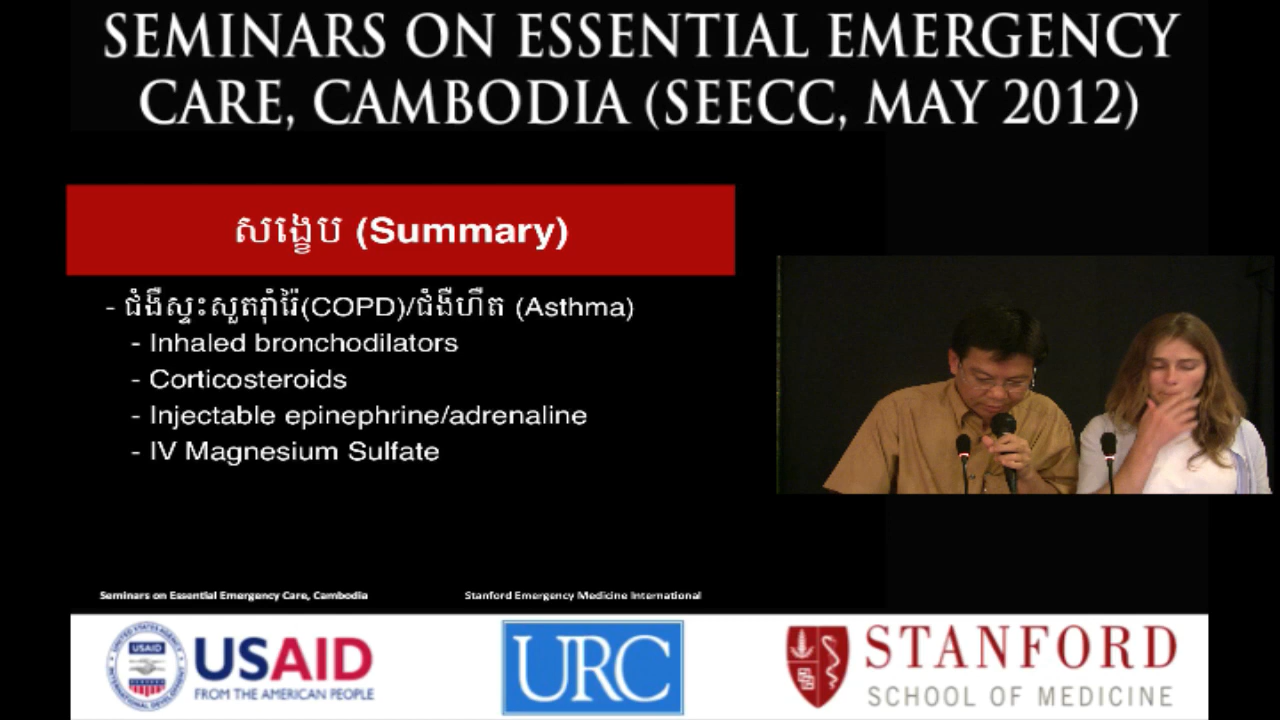 SEMINARS ON ESSENTIAL EMERGENCY
CARE, CAMBODIA (SEECC, MAY 2012)
សង្ខេប (Summary)
- ជំងឺស្ទះសួតរ៉ាំរ៉ៃ(COPD)/ជំងឺហឺត (Asthma)
- Inhaled bronchodilators
- Corticosteroids
- Injectable epinephrine/adrenaline
- IV Magnesium Sulfate
Seminars on Essential Emergency Care, Cambodia
Stanford Emergency Medicine International
USAID
USAID
FROM THE AMERICAN PEOPLE
URC
STANFORD
SCHOOL OF MEDICINE